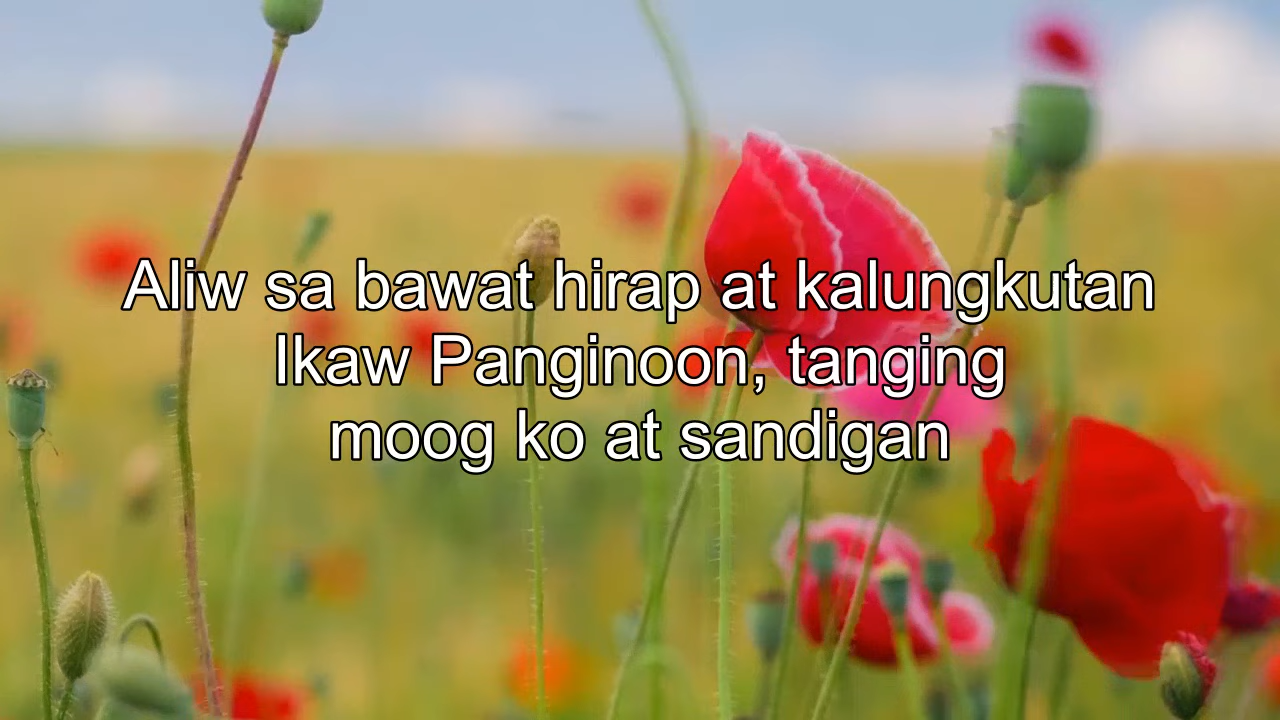 Aliw sa bawat hirap at kalungkutan
Ikaw Panginoon, tanging
moog ko at sandigan